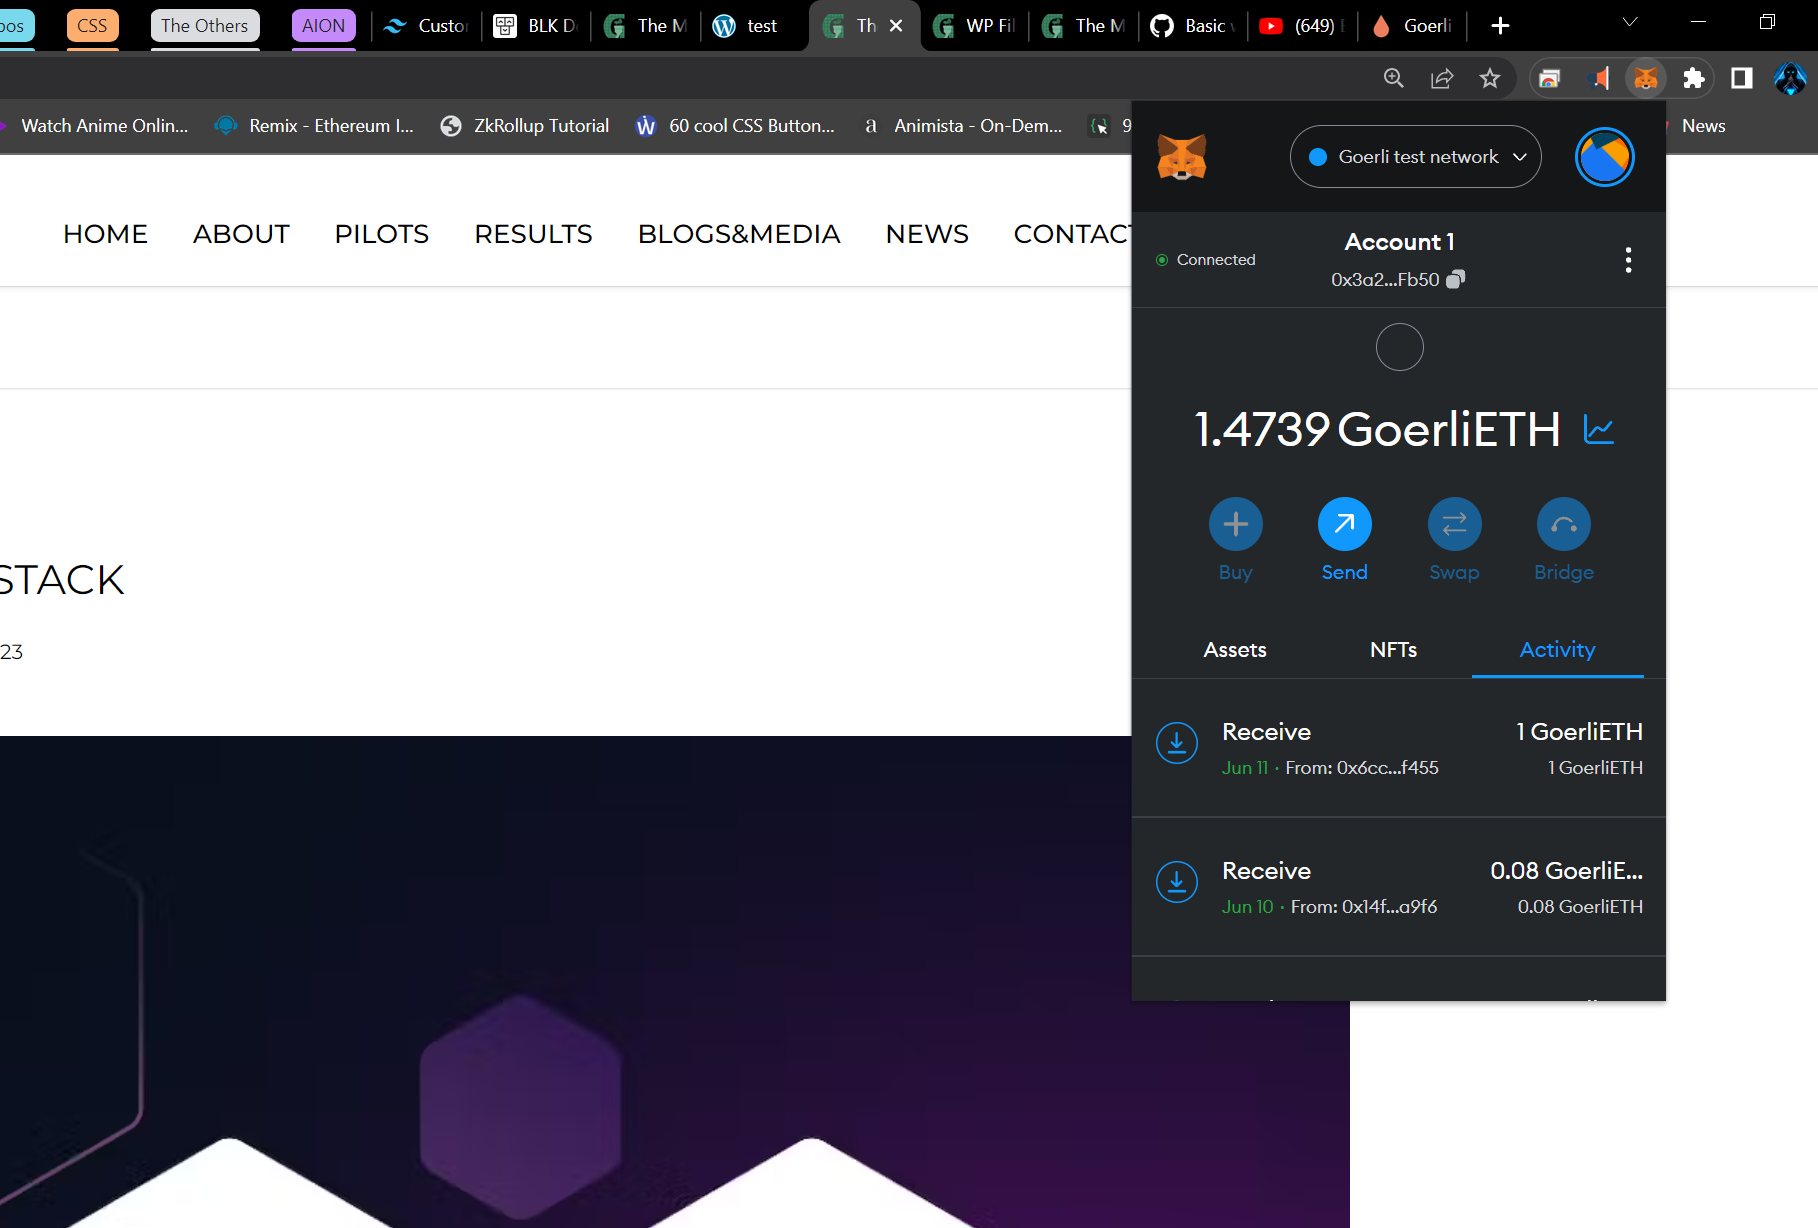 CSS
The Others
AION
Custo
BLK D
The M
test
Th
WP Fil
The M
Basic
(649)
Goerli
Watch Anime Onlin...
Remix - Ethereum I...
ZkRollup Tutorial
60 cool CSS Button...
Animista - On-Dem...
9
News
HOME
ABOUT
PILOTS
RESULTS
BLOGS&MEDIA
NEWS
CONTACT
STACK
23
Goerli test network
Connected
Account 1
0x3a2...Fb50
1.4739 GoerliETH
Buy
Send
Swap
Bridge
Assets
NFTs
Activity
Receive
1 GoerliETH
Jun 11 · From: 0x6cc...f455
1 GoerliETH
Receive
0.08 GoerliE...
Jun 10 · From: 0x14f...a9f6
0.08 GoerliETH